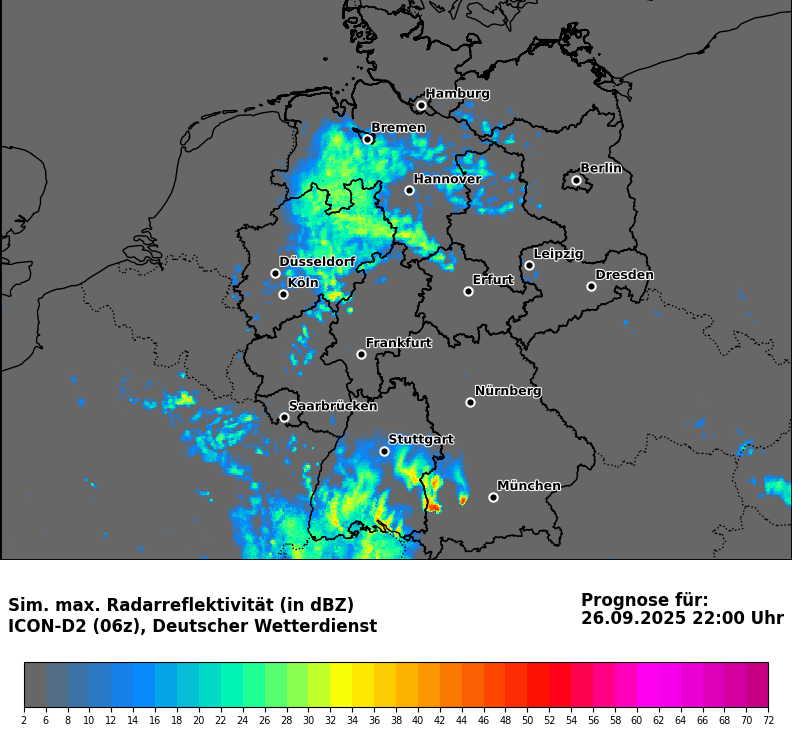 Hamburg
Bremen
Berlin
Hannover
Düsseldorf
Köln
Leipzig
Erfurt
Dresden
Frankfurt
Nürnberg
Saarbrücken
Stuttgart
München
Sim. max. Radarreflektivität (in dBZ)
ICON-D2 (06z), Deutscher Wetterdienst
Prognose für:
26.09.2025 22:00 Uhr
2 6 8 10 12 14 16 18 20 22 24 26 28 30 32 34 36 38 40 42 44 46 48 50 52 54 56 58 60 62 64 66 68 70 72